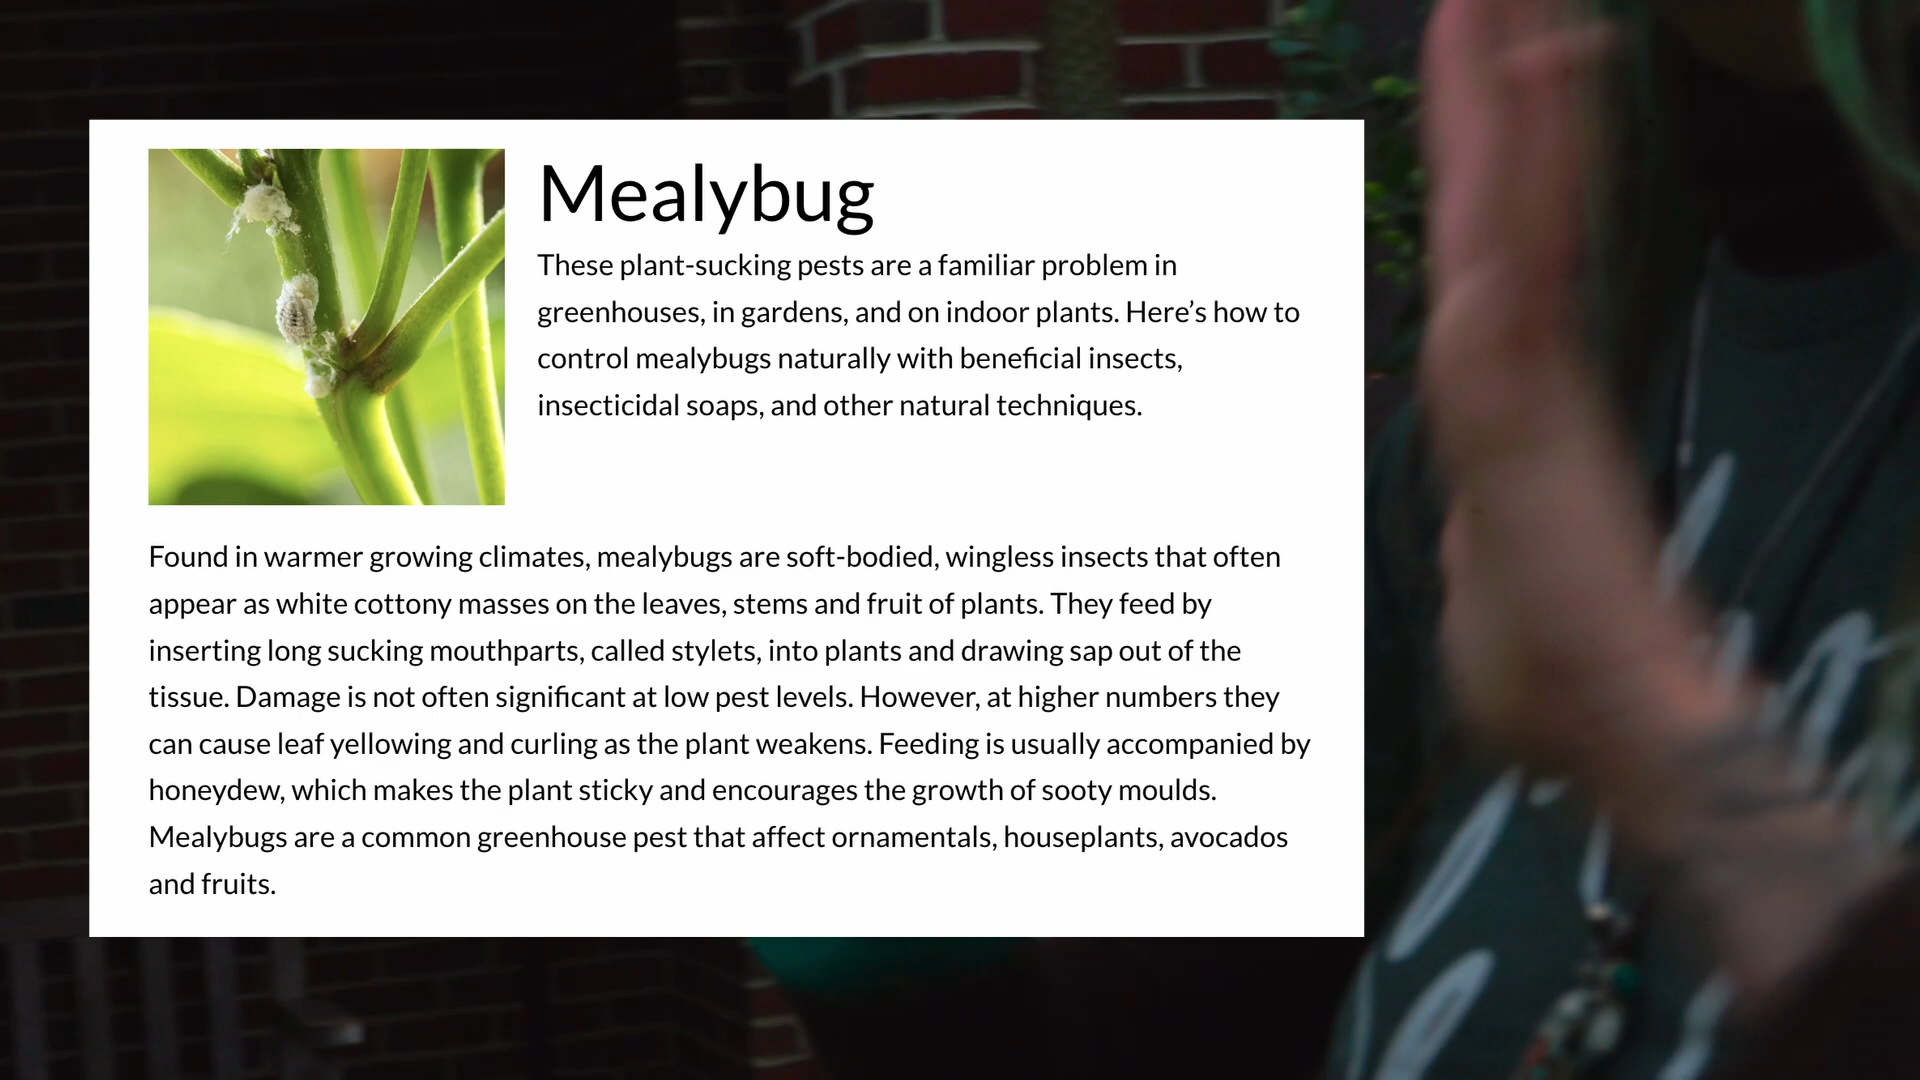 Mealybug
These plant-sucking pests are a familiar problem in
greenhouses, in gardens, and on indoor plants. Here’s how to
control mealybugs naturally with beneficial insects,
insecticidal soaps, and other natural techniques.
Found in warmer growing climates, mealybugs are soft-bodied, wingless insects that often
appear as white cottony masses on the leaves, stems and fruit of plants. They feed by
inserting long sucking mouthparts, called stylets, into plants and drawing sap out of the
tissue. Damage is not often significant at low pest levels. However, at higher numbers they
can cause leaf yellowing and curling as the plant weakens. Feeding is usually accompanied by
honeydew, which makes the plant sticky and encourages the growth of sooty moulds.
Mealybugs are a common greenhouse pest that affect ornamentals, houseplants, avocados
and fruits.